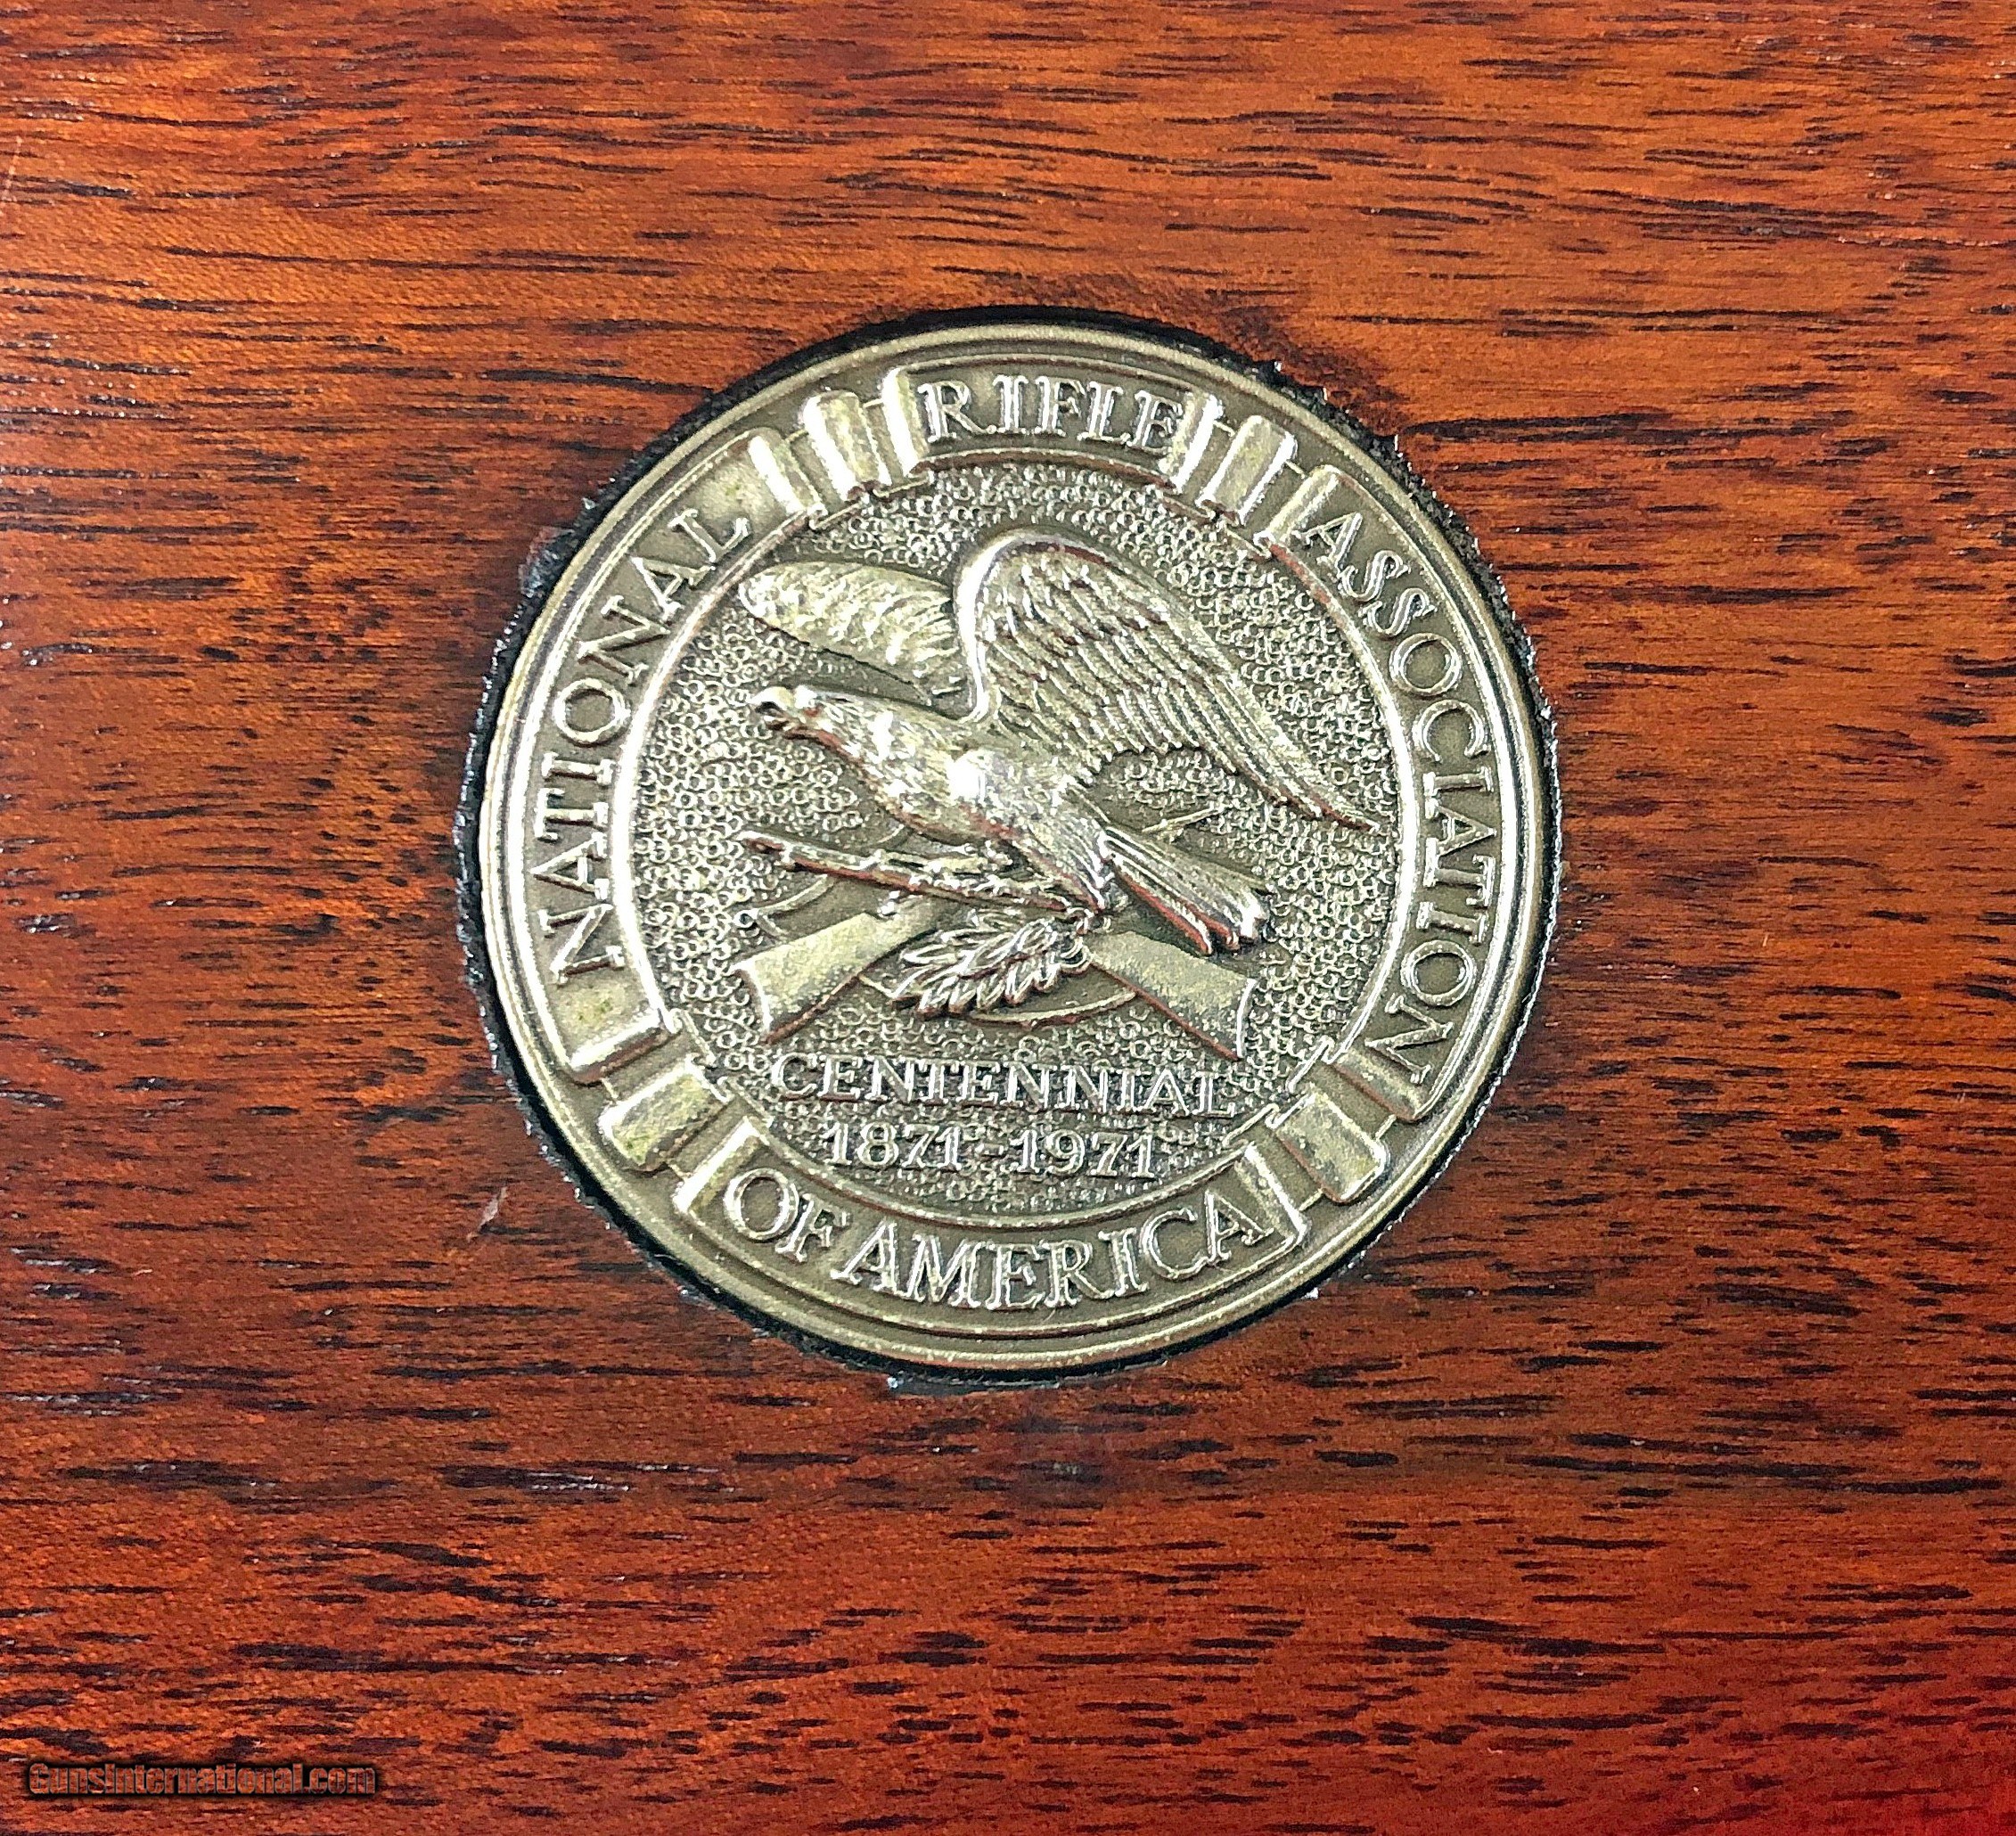 NATIONAL RIFLE ASSOCIATION
CENTENNIAL
1871-1971
OF AMERICA
GunsInternational.com